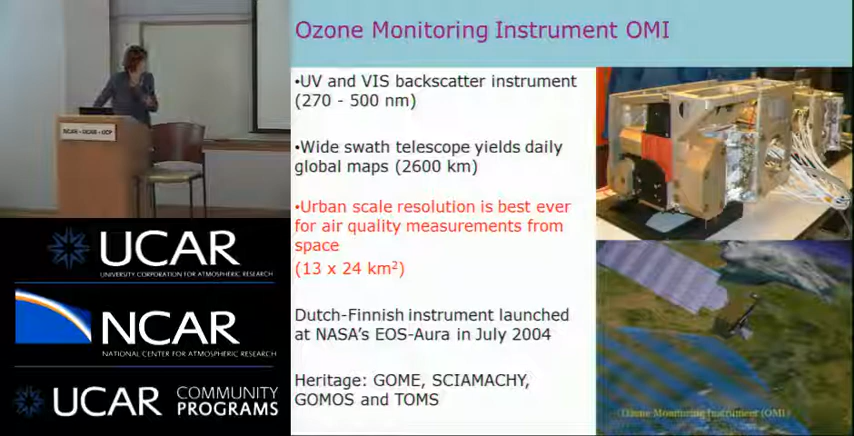 Ozone Monitoring Instrument OMI
•UV and VIS backscatter instrument
(270 - 500 nm)
•Wide swath telescope yields daily
global maps (2600 km)
•Urban scale resolution is best ever
for air quality measurements from
space
(13 x 24 km²)
Dutch-Finnish instrument launched
at NASA's EOS-Aura in July 2004
Heritage: GOME, SCIAMACHY,
GOMOS and TOMS
Ozone Monitoring Instrument (OMI)
NCAR - UCAR - UCP
UCAR
UNIVERSITY CORPORATION FOR ATMOSPHERIC RESEARCH
NCAR
NATIONAL CENTER FOR ATMOSPHERIC RESEARCH
UCAR COMMUNITY
PROGRAMS